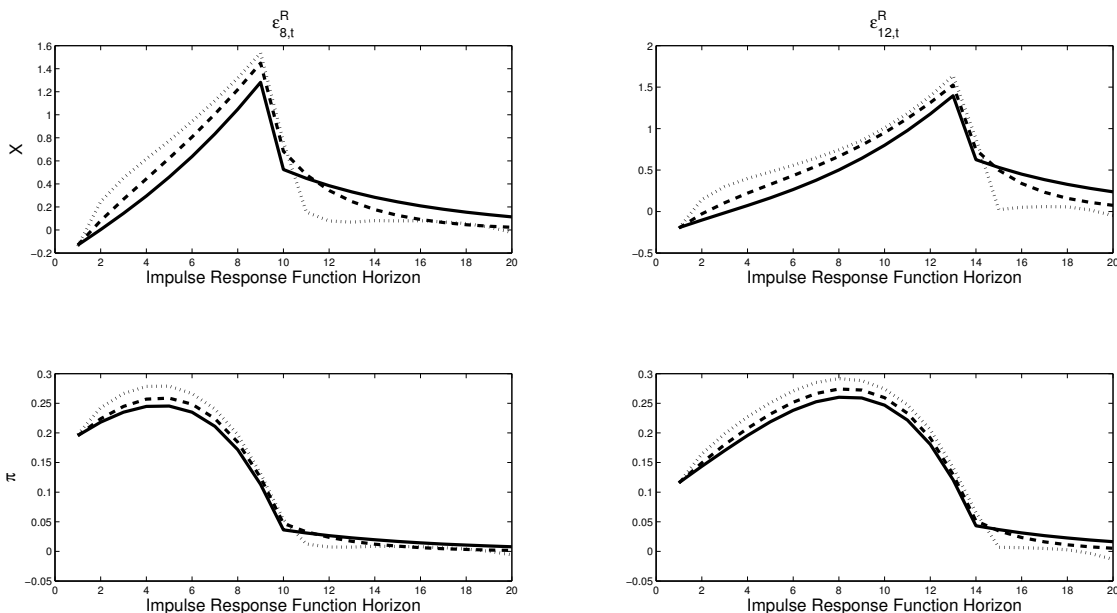 ε^R_{8,t}
1.6
1.4
1.2
1
0.8
0.6
0.4
0.2
0
−0.2
X
0 2 4 6 8 10 12 14 16 18 20
Impulse Response Function Horizon
ε^R_{12,t}
2
1.5
1
0.5
0
−0.5
0 2 4 6 8 10 12 14 16 18 20
Impulse Response Function Horizon
0.3
0.25
0.2
0.15
0.1
0.05
0
−0.05
π
0 2 4 6 8 10 12 14 16 18 20
Impulse Response Function Horizon
0.3
0.25
0.2
0.15
0.1
0.05
0
−0.05
0 2 4 6 8 10 12 14 16 18 20
Impulse Response Function Horizon